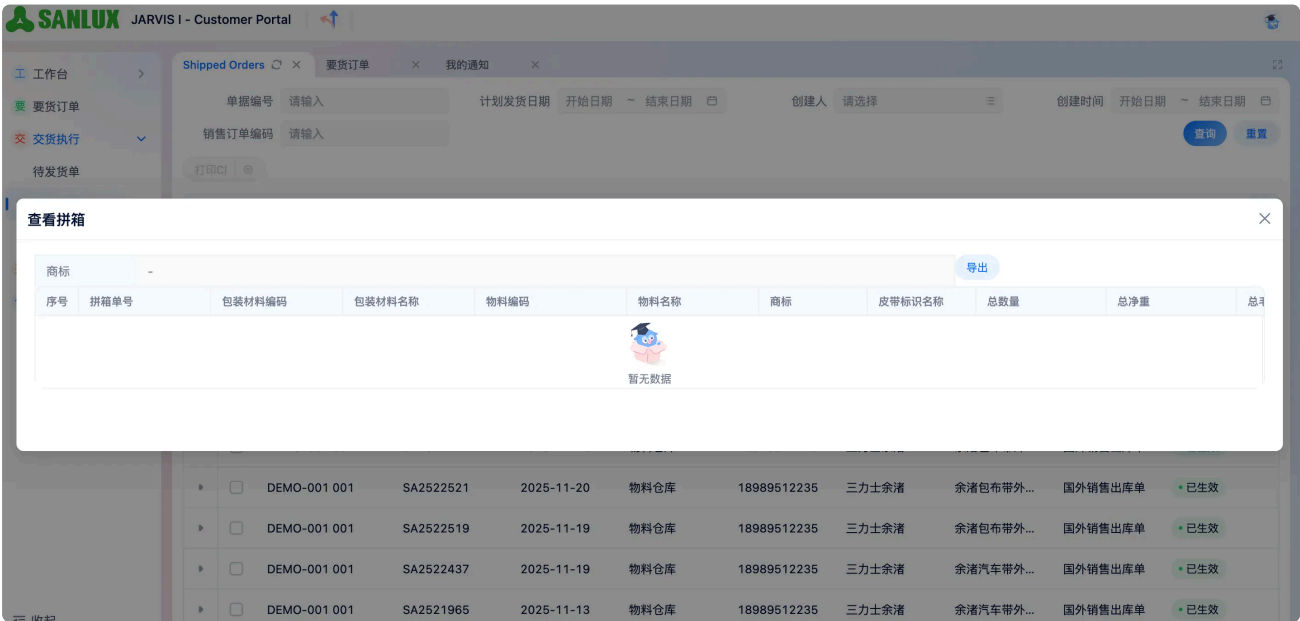 SANLUX JARVIS I - Customer Portal
工 工作台
要 要货订单
交 交货执行
待发货单
Shipped Orders 要货订单 我的通知
单据编号 请输入 计划发货日期 开始日期 ~ 结束日期 创建人 请选择 创建时间 开始日期 ~ 结束日期
销售订单编码 请输入 查询 重置
打印CI
查看拼箱
商标 - 导出
序号 拼箱单号 包装材料编码 包装材料名称 物料编码 物料名称 商标 皮带标识名称 总数量 总净重
暂无数据
DEMO-001 001 SA2522521 2025-11-20 物料仓库 18989512235 三力士余渚 余渚包布带外... 国外销售出库单 已生效
DEMO-001 001 SA2522519 2025-11-19 物料仓库 18989512235 三力士余渚 余渚包布带外... 国外销售出库单 已生效
DEMO-001 001 SA2522437 2025-11-19 物料仓库 18989512235 三力士余渚 余渚汽车带外... 国外销售出库单 已生效
DEMO-001 001 SA2521965 2025-11-13 物料仓库 18989512235 三力士余渚 余渚汽车带外... 国外销售出库单 已生效
收起